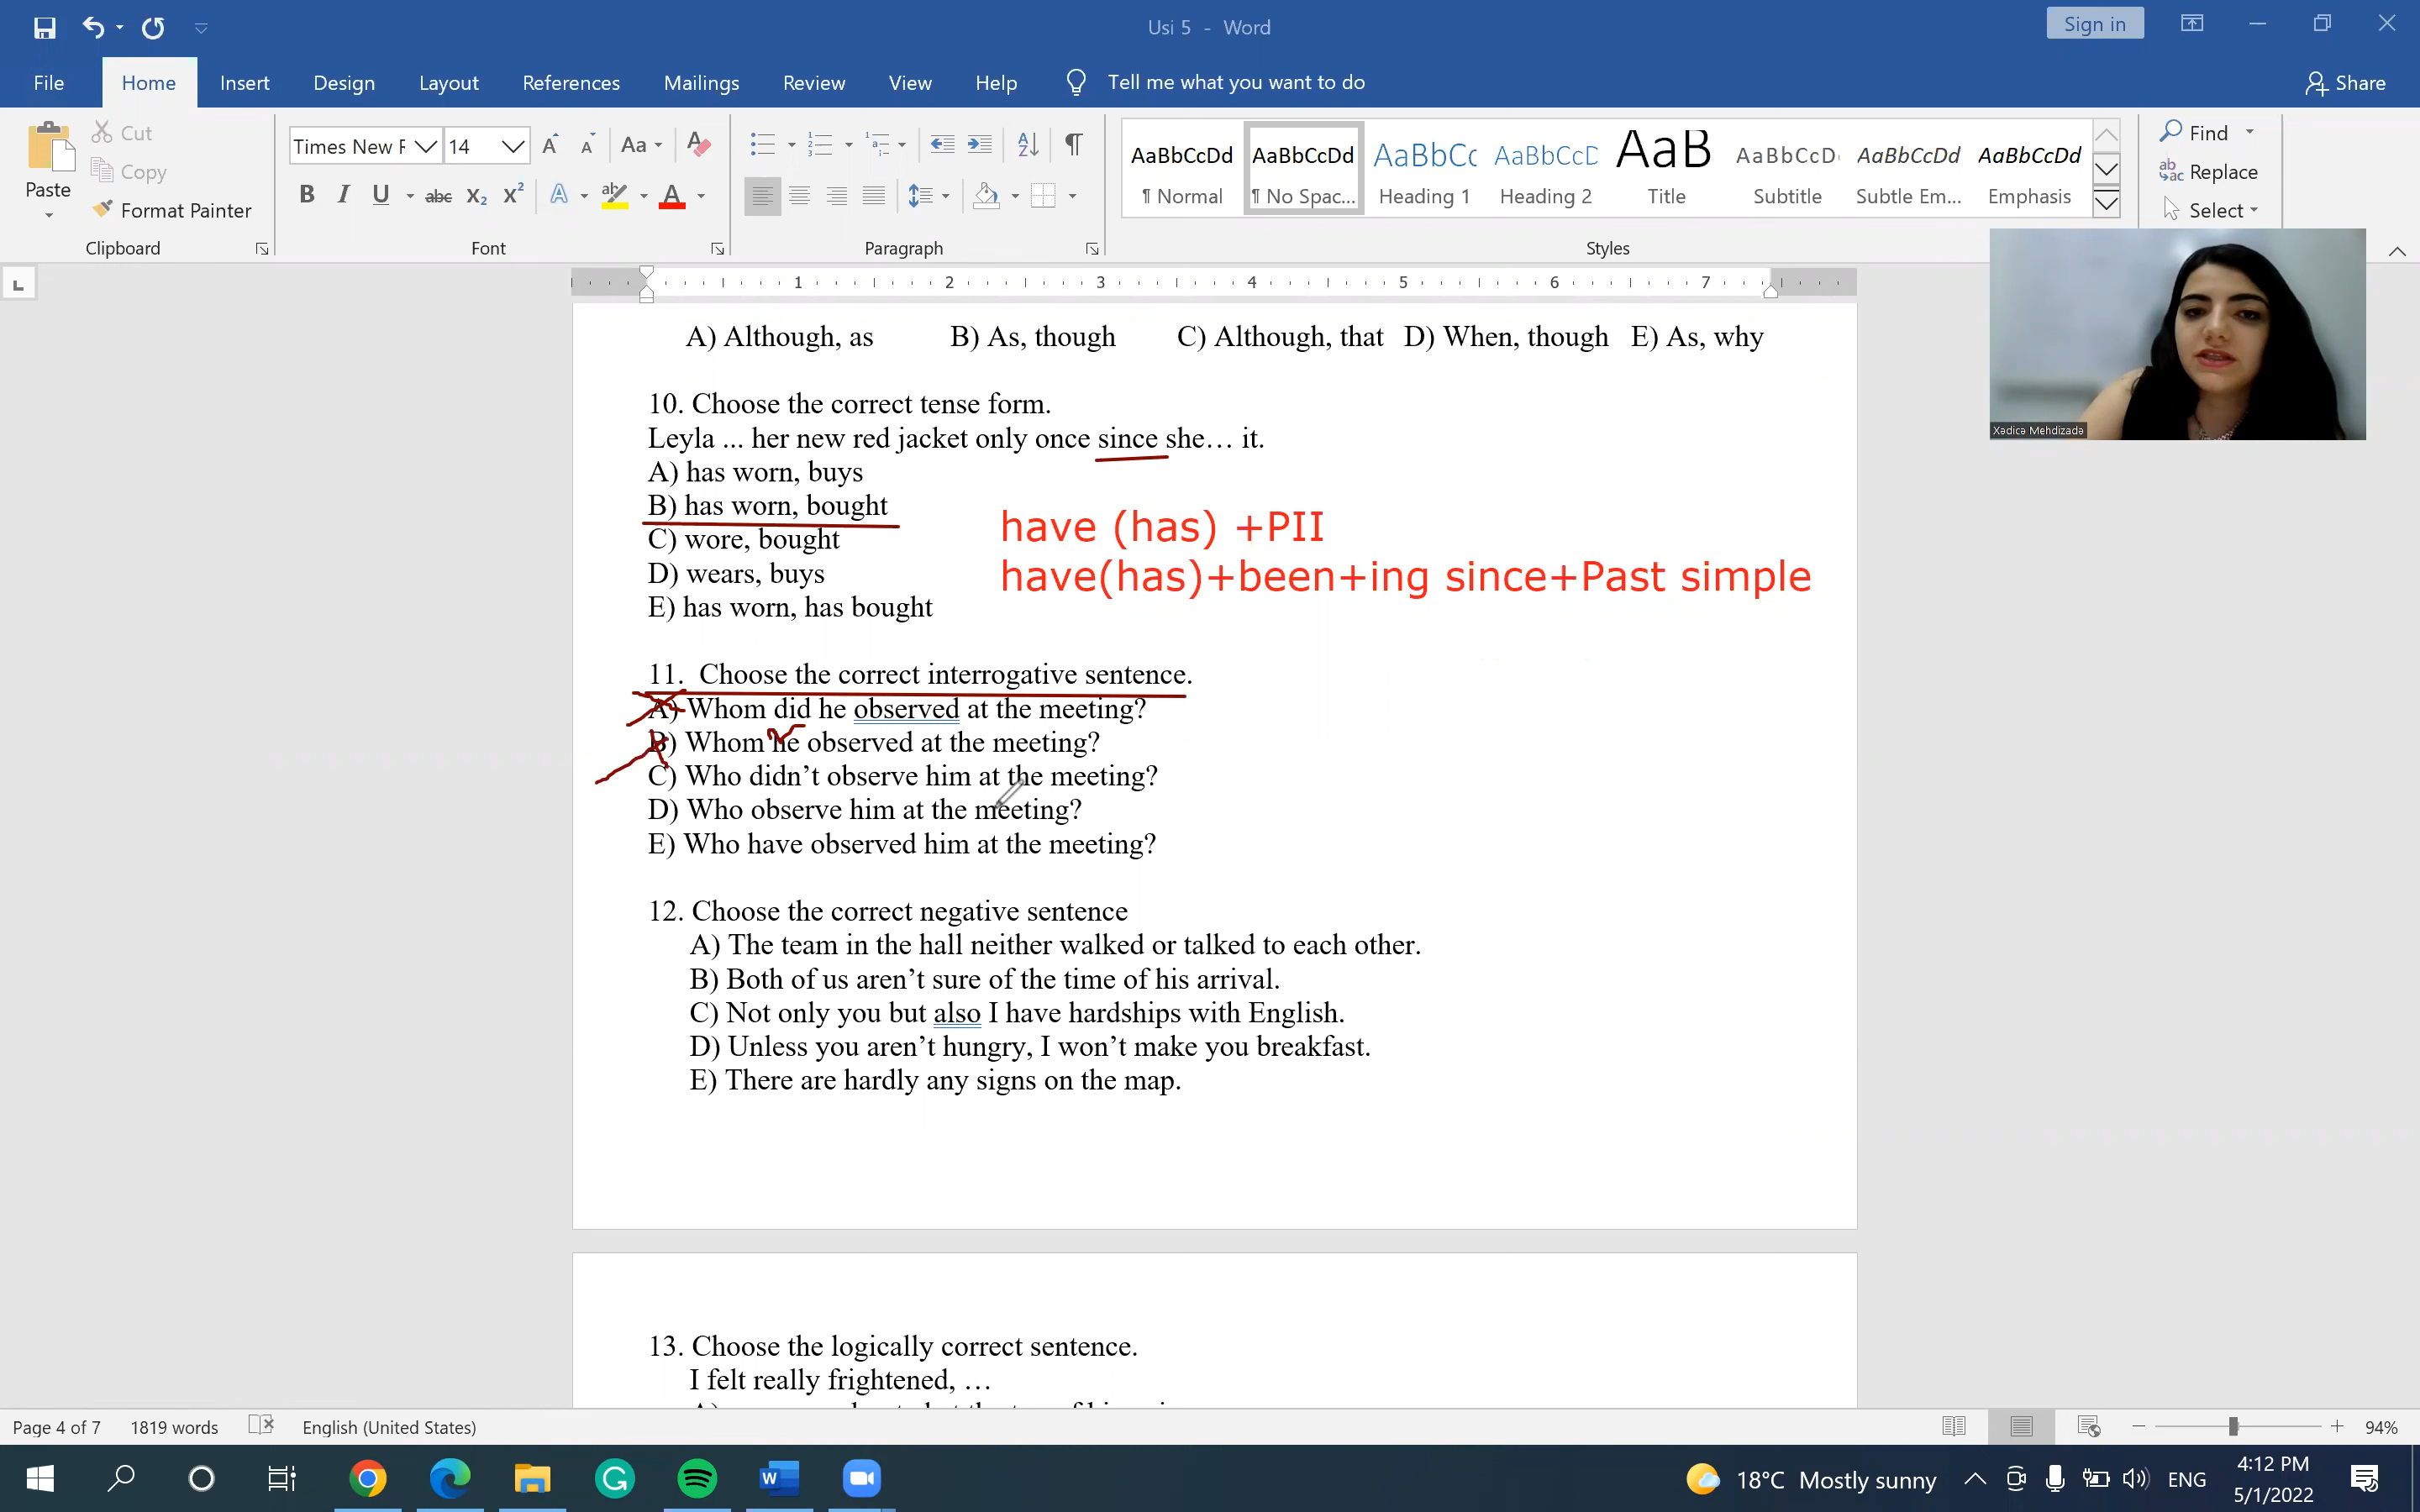 Usi 5 - Word
Sign in
File Home Insert Design Layout References Mailings Review View Help Tell me what you want to do Share
Paste
Cut
Copy
Format Painter
Clipboard
Times New F 14
Font
Paragraph
AaBbCcDd AaBbCcDd AaBbCc AaBbCcD AaB AaBbCcD AaBbCcDd AaBbCcDd
¶ Normal ¶ No Spac... Heading 1 Heading 2 Title Subtitle Subtle Em... Emphasis
Styles
Find
Replace
Select
1 2 3 4 5 6 7
Xədicə Mehdizadə
A) Although, as B) As, though C) Although, that D) When, though E) As, why
10. Choose the correct tense form.
Leyla ... her new red jacket only once since she… it.
A) has worn, buys
B) has worn, bought
C) wore, bought
D) wears, buys
E) has worn, has bought
have (has) +PII
have(has)+been+ing since+Past simple
11. Choose the correct interrogative sentence.
A) Whom did he observed at the meeting?
B) Whom he observed at the meeting?
C) Who didn’t observe him at the meeting?
D) Who observe him at the meeting?
E) Who have observed him at the meeting?
12. Choose the correct negative sentence
A) The team in the hall neither walked or talked to each other.
B) Both of us aren’t sure of the time of his arrival.
C) Not only you but also I have hardships with English.
D) Unless you aren’t hungry, I won’t make you breakfast.
E) There are hardly any signs on the map.
13. Choose the logically correct sentence.
I felt really frightened, …
Page 4 of 7 1819 words English (United States) 94%
18°C Mostly sunny ENG 4:12 PM
5/1/2022